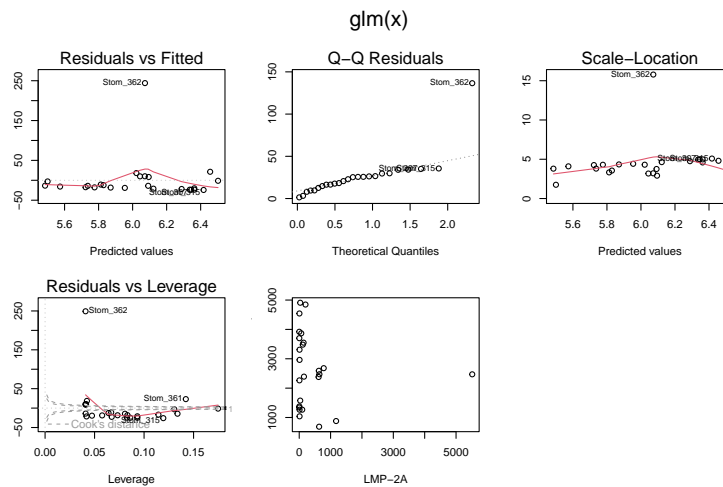 glm(x)
Residuals vs Fitted
Q−Q Residuals
Scale−Location
250
150
50
−50
Stom_362
5.6
5.8
6.0
6.2
6.4
Predicted values
150
100
50
0
Stom_362
0.0
0.5
1.0
1.5
2.0
Theoretical Quantiles
15
10
5
0
Stom_362
5.6
5.8
6.0
6.2
6.4
Predicted values
Residuals vs Leverage
250
150
50
−50
Stom_362
Stom_361
Stom_315
Cook's distance
0.00
0.05
0.10
0.15
Leverage
5000
3000
1000
0
1000
3000
5000
LMP−2A